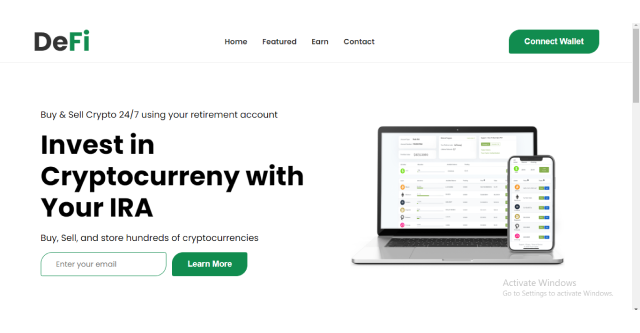 DeFi
Home Featured Earn Contact
Connect Wallet
Buy & Sell Crypto 24/7 using your retirement account
Invest in
Cryptocurreny with
Your IRA
Buy, Sell, and store hundreds of cryptocurrencies
Enter your email
Learn More
Activate Windows
Go to Settings to activate Windows.